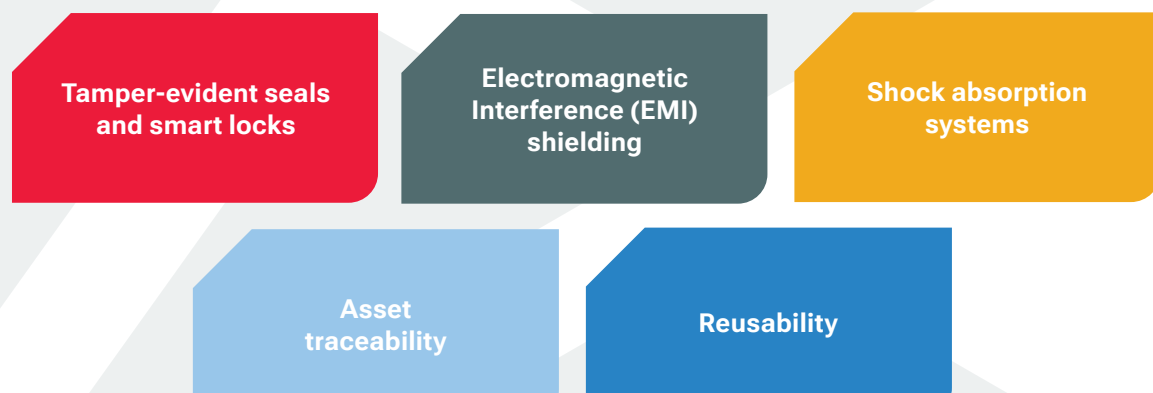 Tamper-evident seals
and smart locks
Electromagnetic
Interference (EMI)
shielding
Shock absorption
systems
Asset
traceability
Reusability